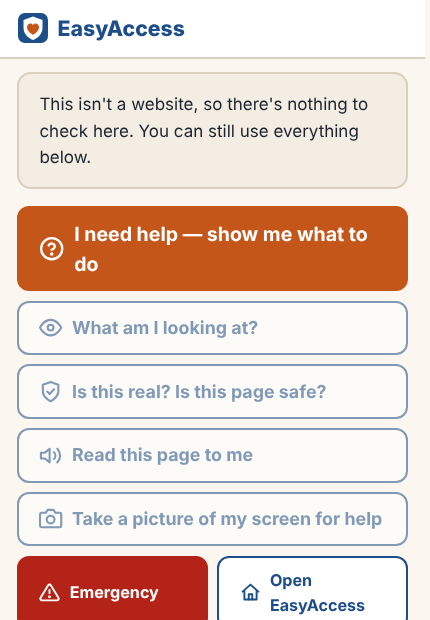 EasyAccess
This isn't a website, so there's nothing to
check here. You can still use everything
below.
I need help — show me what to
do
What am I looking at?
Is this real? Is this page safe?
Read this page to me
Take a picture of my screen for help
Emergency
Open
EasyAccess